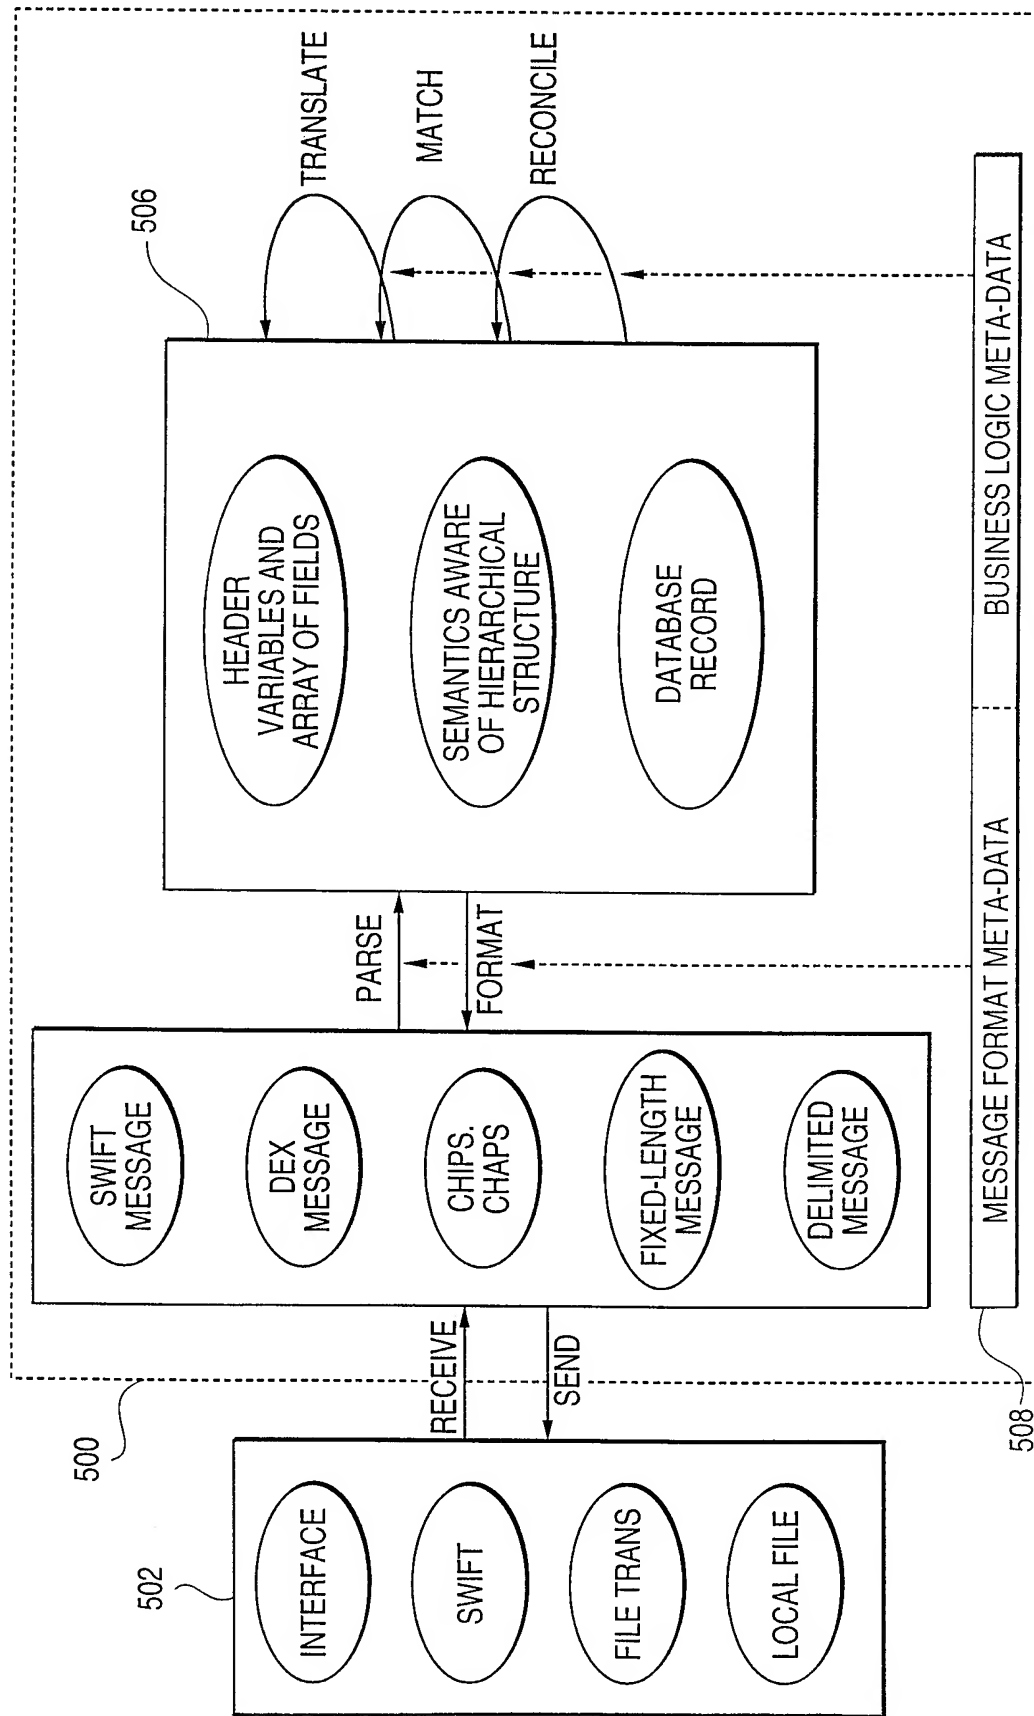 500
502
INTERFACE
SWIFT
FILE TRANS
LOCAL FILE
RECEIVE
SEND
SWIFT
MESSAGE
DEX
MESSAGE
CHIPS.
CHAPS
FIXED-LENGTH
MESSAGE
DELIMITED
MESSAGE
PARSE
FORMAT
506
HEADER
VARIABLES AND
ARRAY OF FIELDS
SEMANTICS AWARE
OF HIERARCHICAL
STRUCTURE
DATABASE
RECORD
TRANSLATE
MATCH
RECONCILE
508
MESSAGE FORMAT META-DATA
BUSINESS LOGIC META-DATA